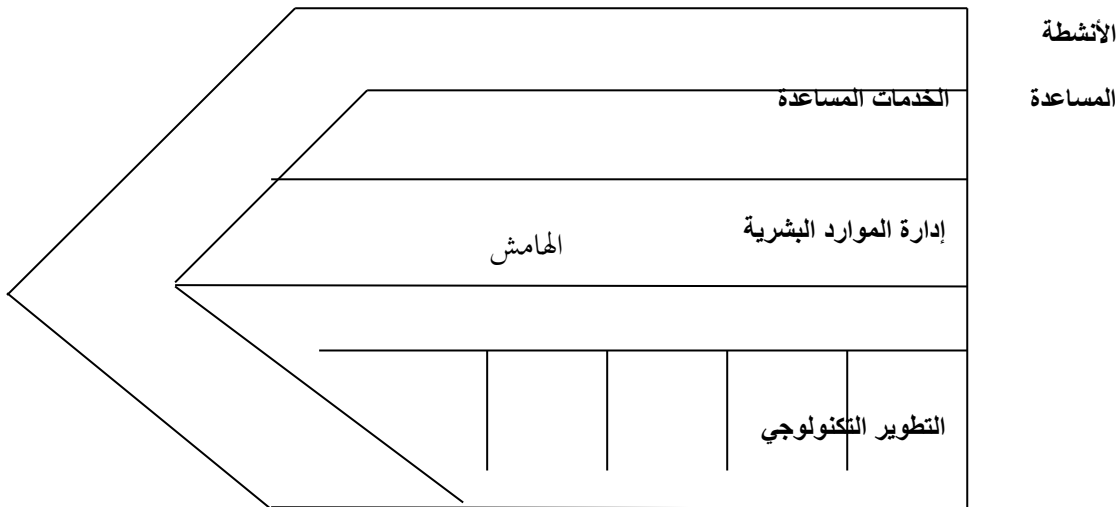 الأنشطة
المساعدة الخدمات المساعدة
إدارة الموارد البشرية
الهامش
التطوير التكنولوجي